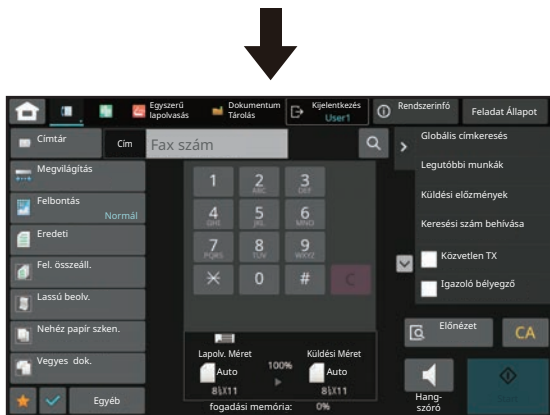 Egyszerű
lapolvasás
Dokumentum
Tárolás
Kijelentkezés
User1
Rendszerinfó
Feladat Állapot
Címtár
Cím
Fax szám
Globális címkeresés
Megvilágítás
Legutóbbi munkák
Felbontás
Normál
Küldési előzmények
Eredeti
Keresési szám behívása
Fel. összeáll.
Közvetlen TX
Lassú beolv.
Igazoló bélyegző
Nehéz papír szken.
Vegyes dok.
Egyéb
1
2 ABC
3 DEF
4 GHI
5 JKL
6 MNO
7 PQRS
8 TUV
9 WXYZ
0
#
C
Lapolv. Méret
100%
Küldési Méret
Auto
Auto
8½X11
8½X11
fogadási memória: 0%
Előnézet
CA
Hang-
szóró